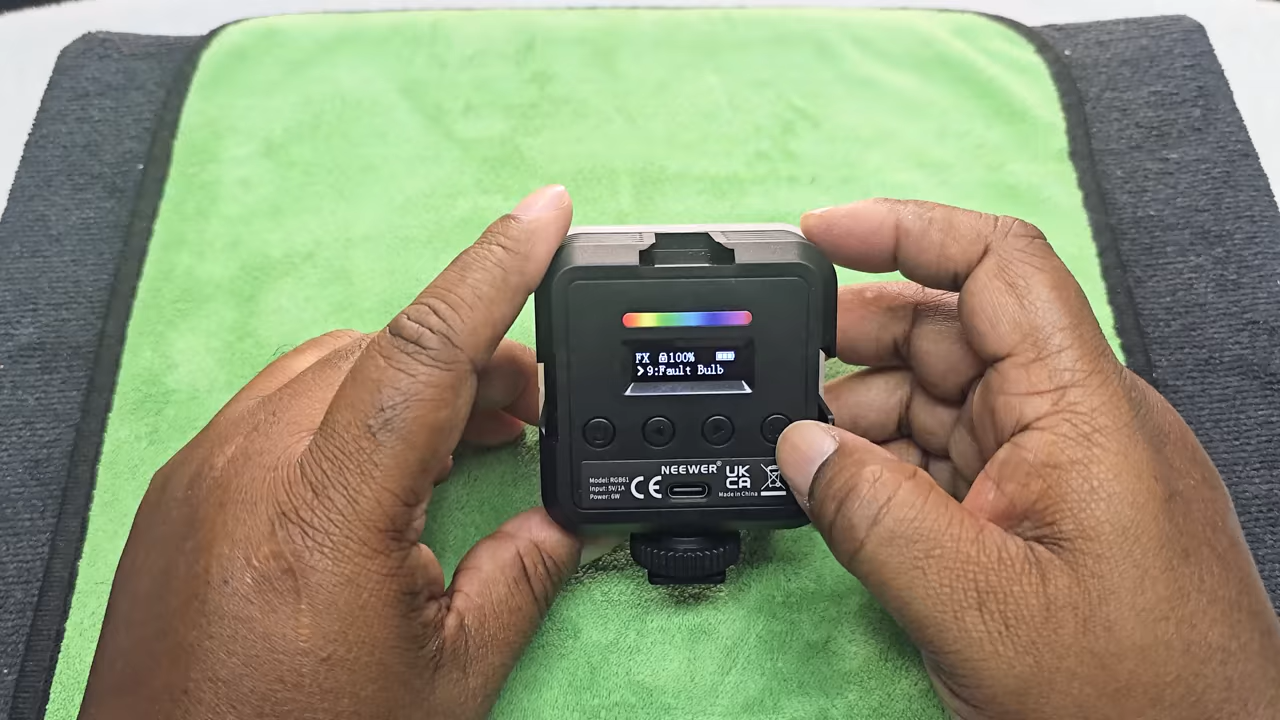 FX 100%
9:Fault Bulb
NEEWER®
Model: RGB61
Input: 5V/1A
Power: 6W
CE
UK
CA
Made in China